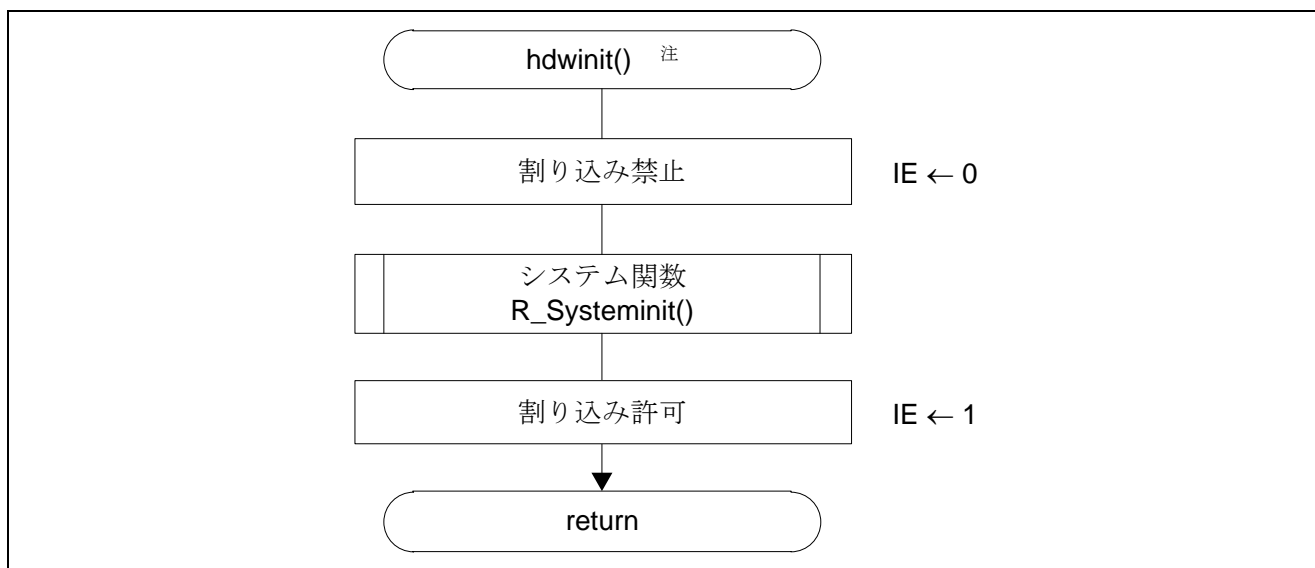 hdwinit() 注
割り込み禁止
IE ← 0
システム関数
R_Systeminit()
割り込み許可
IE ← 1
return